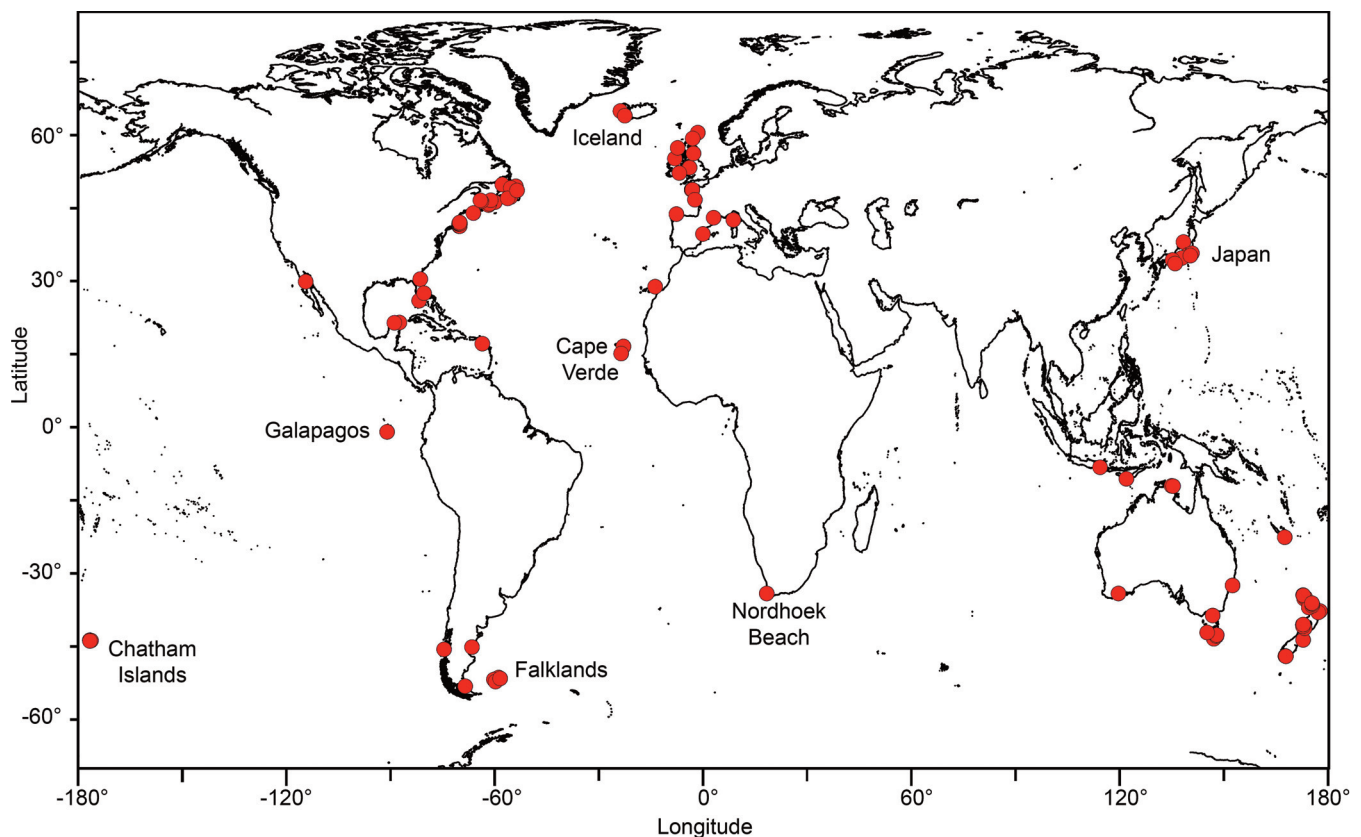 60°
30°
0°
-30°
-60°
Latitude
Iceland
Japan
Cape
Verde
Galapagos
Nordhoek
Beach
Chatham
Islands
Falklands
-180°
-120°
-60°
0°
60°
120°
180°
Longitude